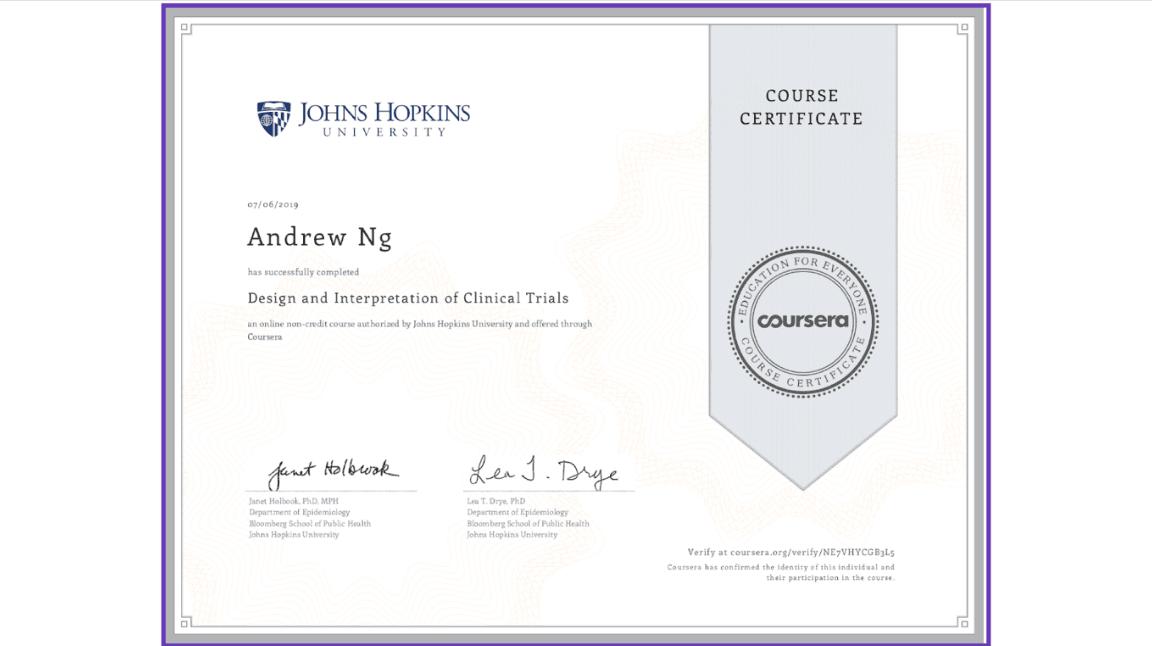 JOHNS HOPKINS
UNIVERSITY
COURSE
CERTIFICATE
07/06/2019
Andrew Ng
has successfully completed
Design and Interpretation of Clinical Trials
an online non-credit course authorized by Johns Hopkins University and offered through
Coursera
EDUCATION FOR EVERYONE
coursera
COURSE CERTIFICATE
Janet Holbrook
Lea T. Drye
Janet Holbook, PhD, MPH
Department of Epidemiology
Bloomberg School of Public Health
Johns Hopkins University
Lea T. Drye, PhD
Department of Epidemiology
Bloomberg School of Public Health
Johns Hopkins University
Verify at coursera.org/verify/NE7VHYCGB3L5
Coursera has confirmed the identity of this individual and
their participation in the course.